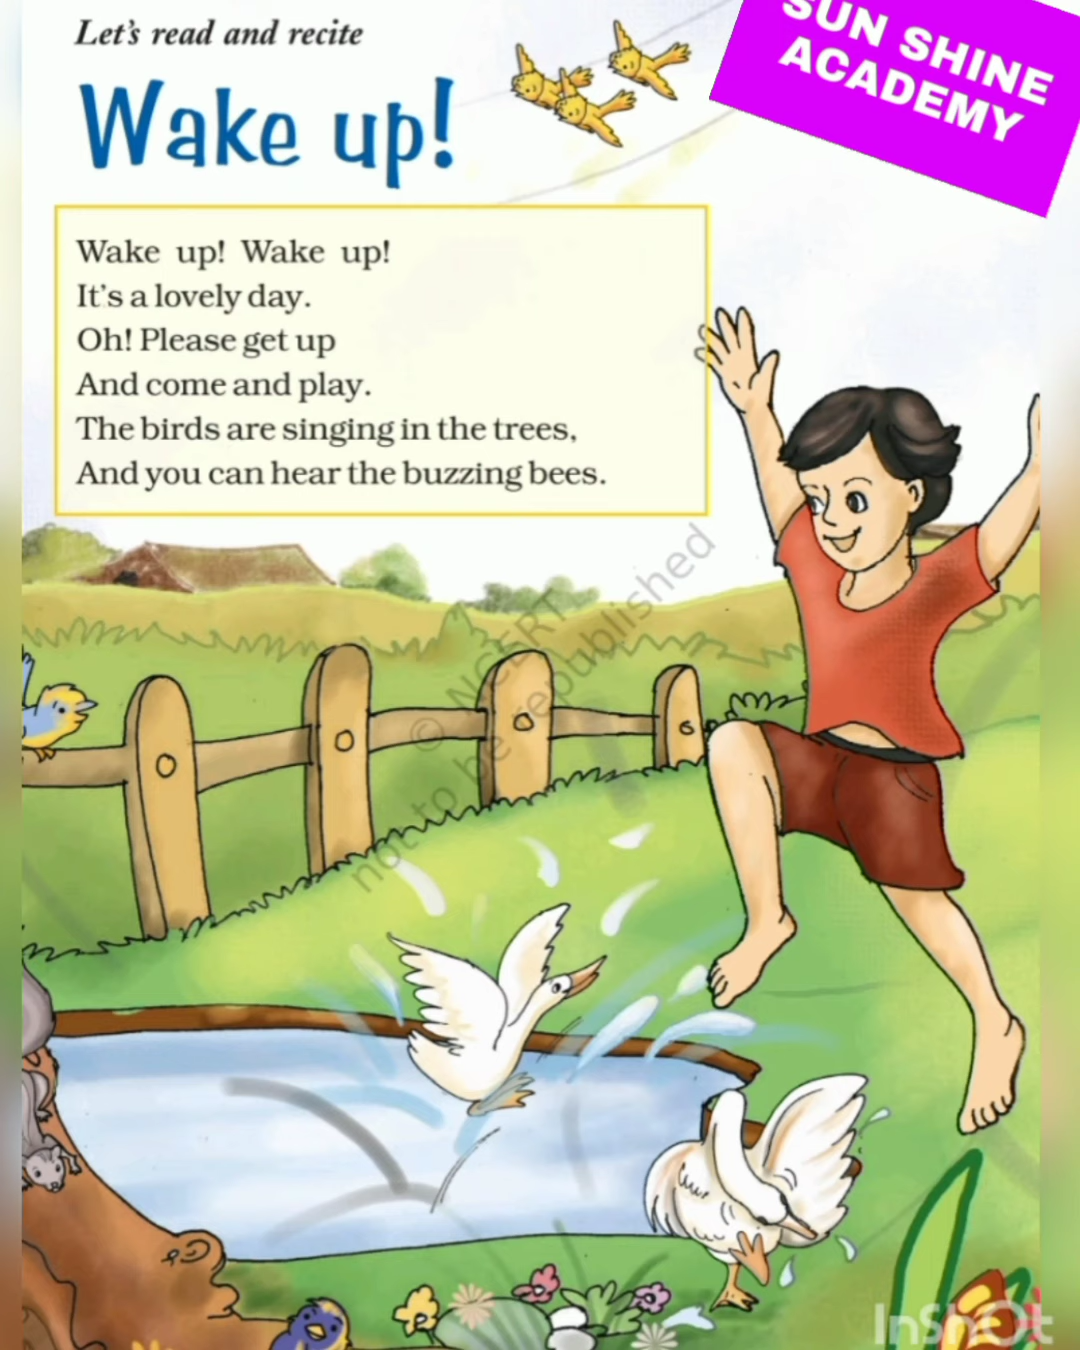 Let's read and recite
SUN SHINE
ACADEMY
Wake up!
Wake up! Wake up!
It's a lovely day.
Oh! Please get up
And come and play.
The birds are singing in the trees,
And you can hear the buzzing bees.
© NCERT
not to be republished
InShOt